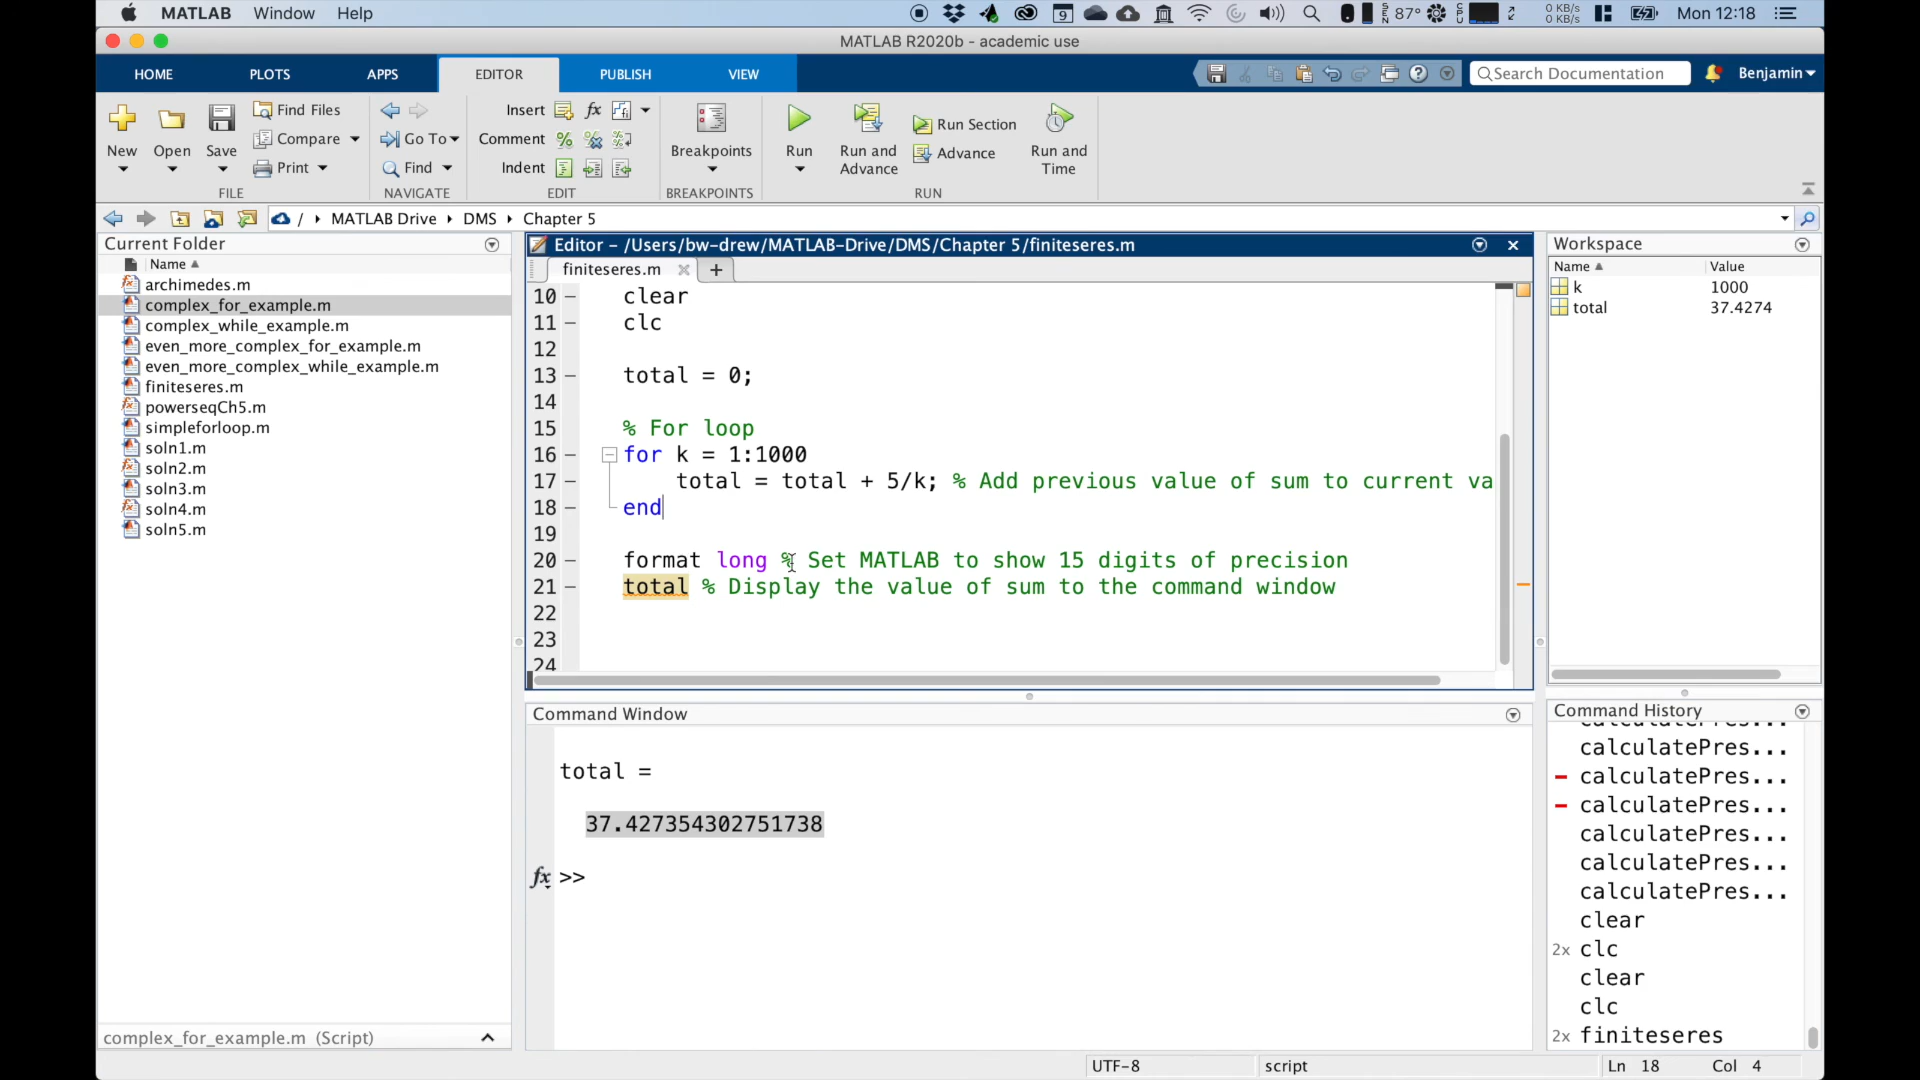 MATLAB Window Help
9
87°
0 KB/s
0 KB/s
Mon 12:18
MATLAB R2020b - academic use
HOME PLOTS APPS EDITOR PUBLISH VIEW
Search Documentation
Benjamin
New
Open
Save
Find Files
Compare
Print
FILE
Go To
Find
NAVIGATE
Insert fx
Comment
Indent
EDIT
Breakpoints
BREAKPOINTS
Run
Run and
Advance
Run Section
Advance
Run and
Time
RUN
/ MATLAB Drive DMS Chapter 5
Current Folder
Name
archimedes.m
complex_for_example.m
complex_while_example.m
even_more_complex_for_example.m
even_more_complex_while_example.m
finiteseres.m
powerseqCh5.m
simpleforloop.m
soln1.m
soln2.m
soln3.m
soln4.m
soln5.m
complex_for_example.m (Script)
Editor – /Users/bw-drew/MATLAB-Drive/DMS/Chapter 5/finiteseres.m
finiteseres.m
10 – clear
11 – clc
12
13 – total = 0;
14
15 % For loop
16 – for k = 1:1000
17 – total = total + 5/k; % Add previous value of sum to current va
18 – end
19
20 – format long % Set MATLAB to show 15 digits of precision
21 – total % Display the value of sum to the command window
22
23
24
Command Window
total =
37.427354302751738
fx >>
Workspace
Name Value
k 1000
total 37.4274
Command History
calculatePres...
calculatePres...
calculatePres...
calculatePres...
calculatePres...
calculatePres...
calculatePres...
clear
2x clc
clear
clc
2x finiteseres
UTF-8
script
Ln 18 Col 4